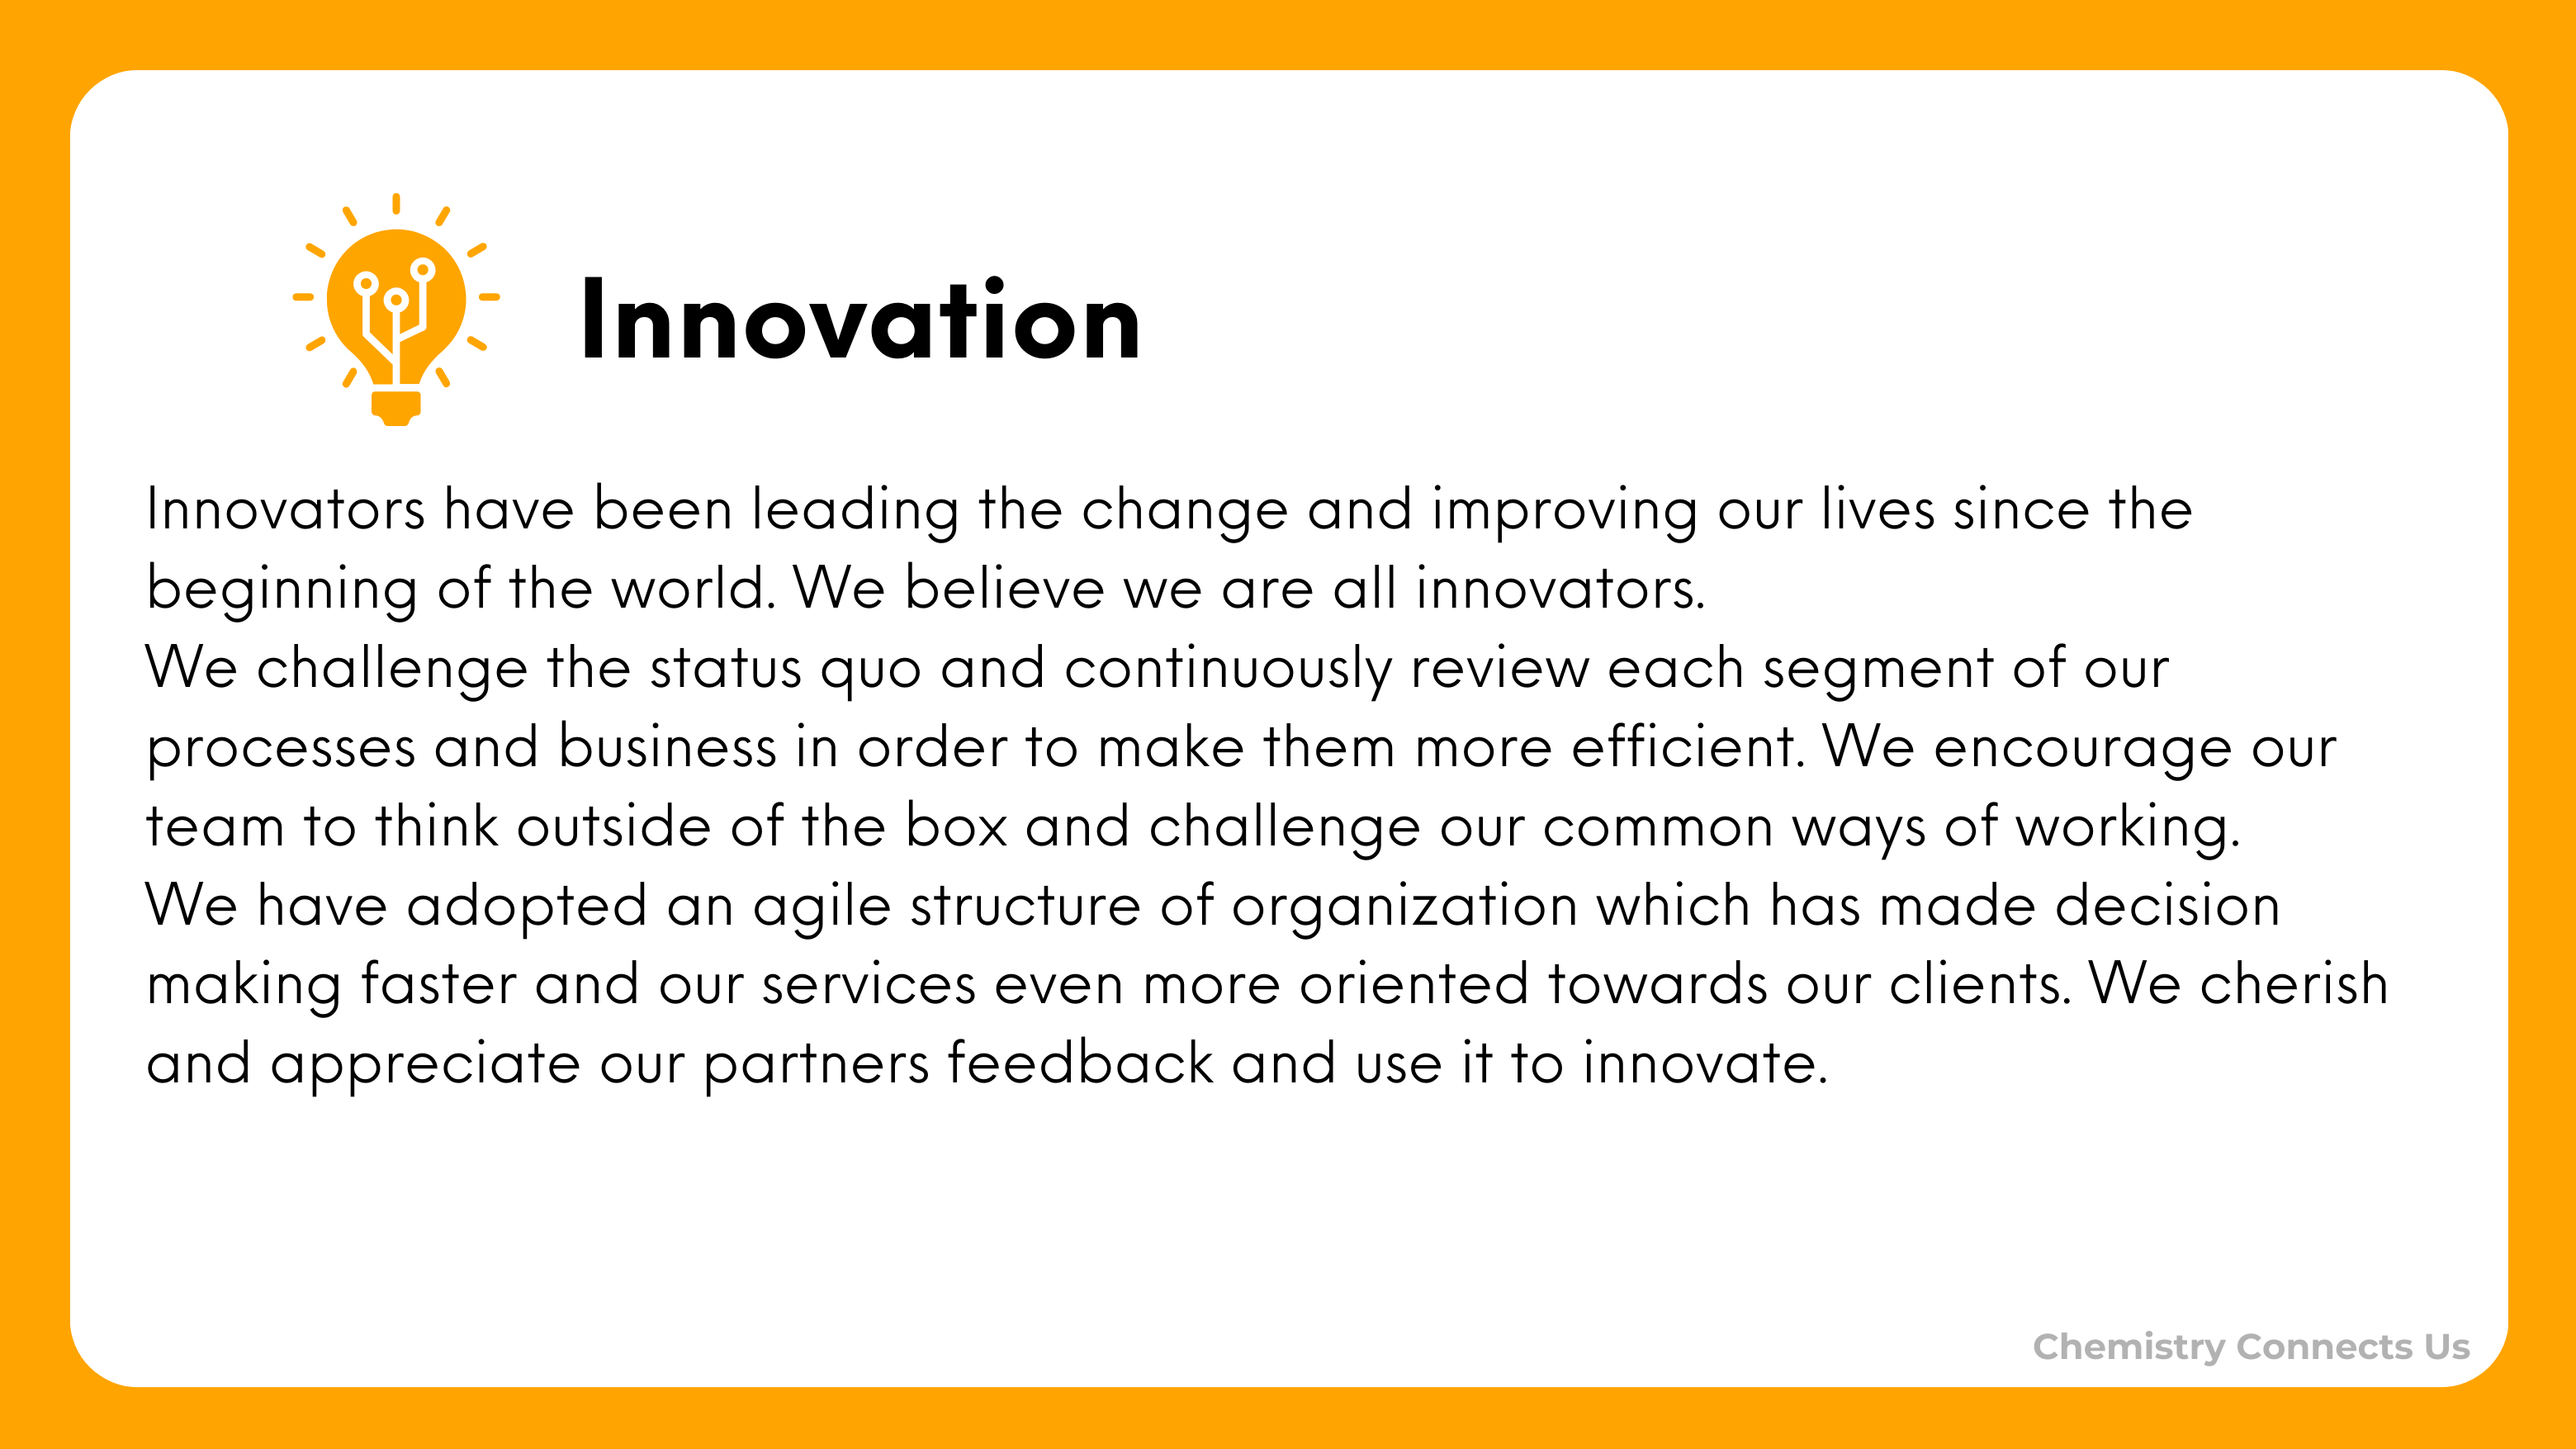 Innovation
Innovators have been leading the change and improving our lives since the
beginning of the world. We believe we are all innovators.
We challenge the status quo and continuously review each segment of our
processes and business in order to make them more efficient. We encourage our
team to think outside of the box and challenge our common ways of working.
We have adopted an agile structure of organization which has made decision
making faster and our services even more oriented towards our clients. We cherish
and appreciate our partners feedback and use it to innovate.
Chemistry Connects Us